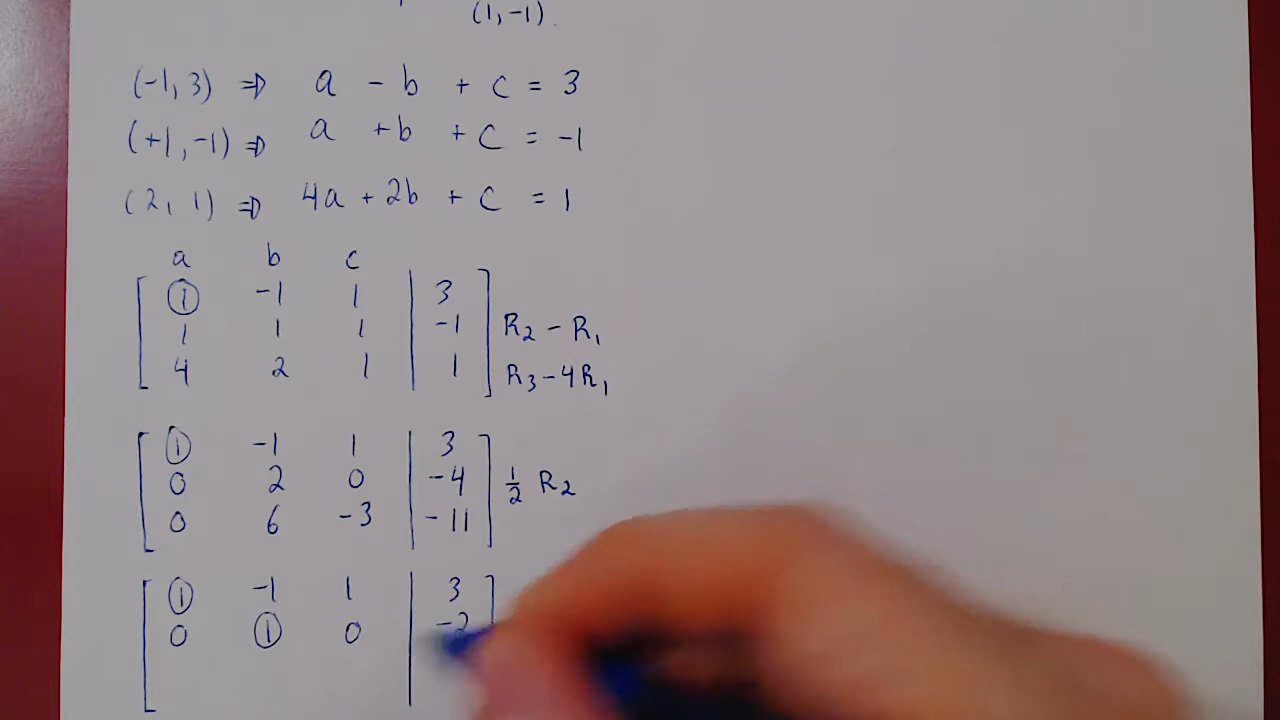 (1, -1).
(-1, 3) ⇒ a - b + c = 3
(+1, -1) ⇒ a + b + c = -1
(2, 1) ⇒ 4a + 2b + c = 1
a b c
1 -1 1 | 3
1 1 1 | -1 R₂ - R₁
4 2 1 | 1 R₃ - 4R₁
1 -1 1 | 3
0 2 0 | -4 ½ R₂
0 6 -3 | -11
1 -1 1 | 3
0 1 0 | -2